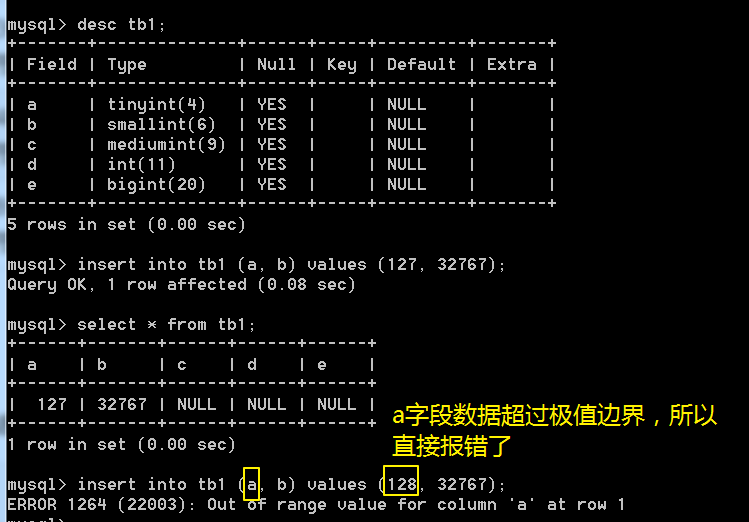 mysql> desc tb1;
+-------+--------------+------+-----+---------+-------+
| Field | Type         | Null | Key | Default | Extra |
+-------+--------------+------+-----+---------+-------+
| a     | tinyint(4)   | YES  |     | NULL    |       |
| b     | smallint(6)  | YES  |     | NULL    |       |
| c     | mediumint(9) | YES  |     | NULL    |       |
| d     | int(11)      | YES  |     | NULL    |       |
| e     | bigint(20)   | YES  |     | NULL    |       |
+-------+--------------+------+-----+---------+-------+
5 rows in set (0.00 sec)
mysql> insert into tb1 (a, b) values (127, 32767);
Query OK, 1 row affected (0.08 sec)
mysql> select * from tb1;
+------+-------+------+------+------+
| a    | b     | c    | d    | e    |
+------+-------+------+------+------+
|  127 | 32767 | NULL | NULL | NULL |
+------+-------+------+------+------+
1 row in set (0.00 sec)
a字段数据超过极值边界，所以
直接报错了
mysql> insert into tb1 (a, b) values (128, 32767);
ERROR 1264 (22003): Out of range value for column 'a' at row 1